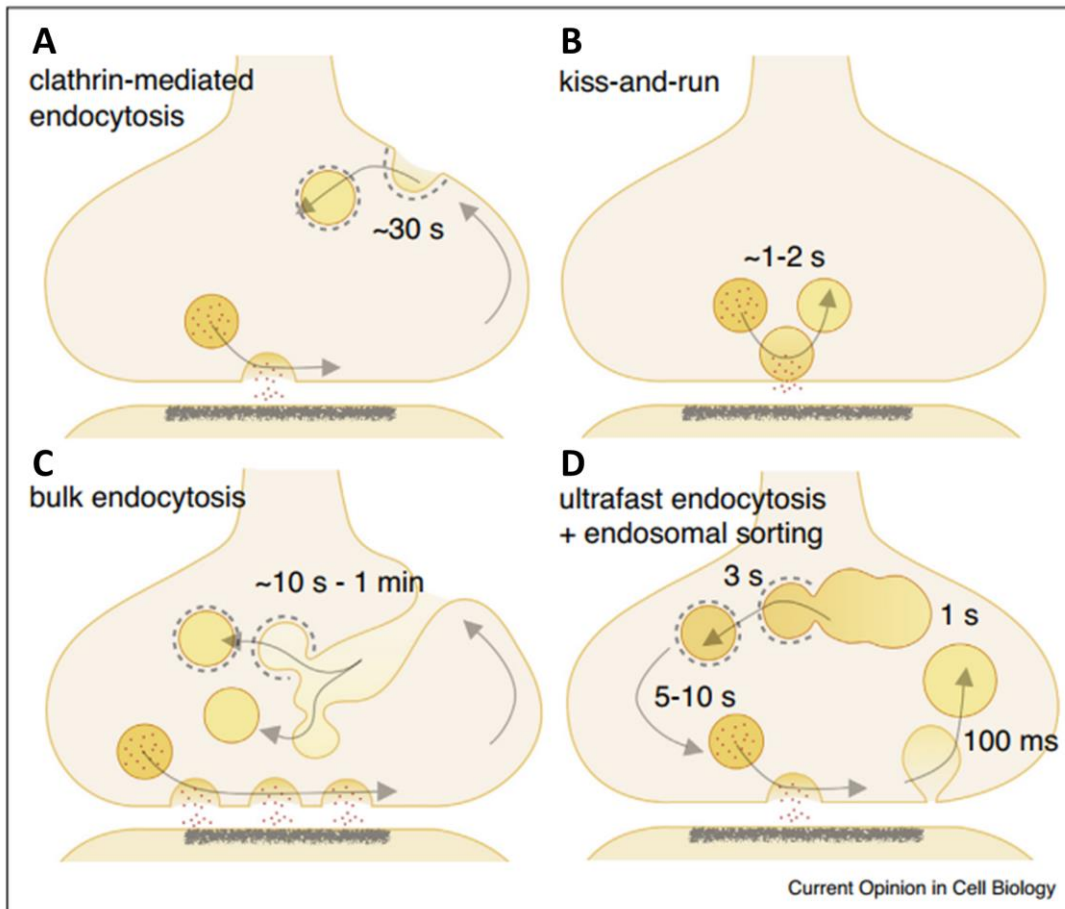 A
clathrin-mediated
endocytosis
~30 s
B
kiss-and-run
~1-2 s
C
bulk endocytosis
~10 s - 1 min
D
ultrafast endocytosis
+ endosomal sorting
3 s
1 s
5-10 s
100 ms
Current Opinion in Cell Biology